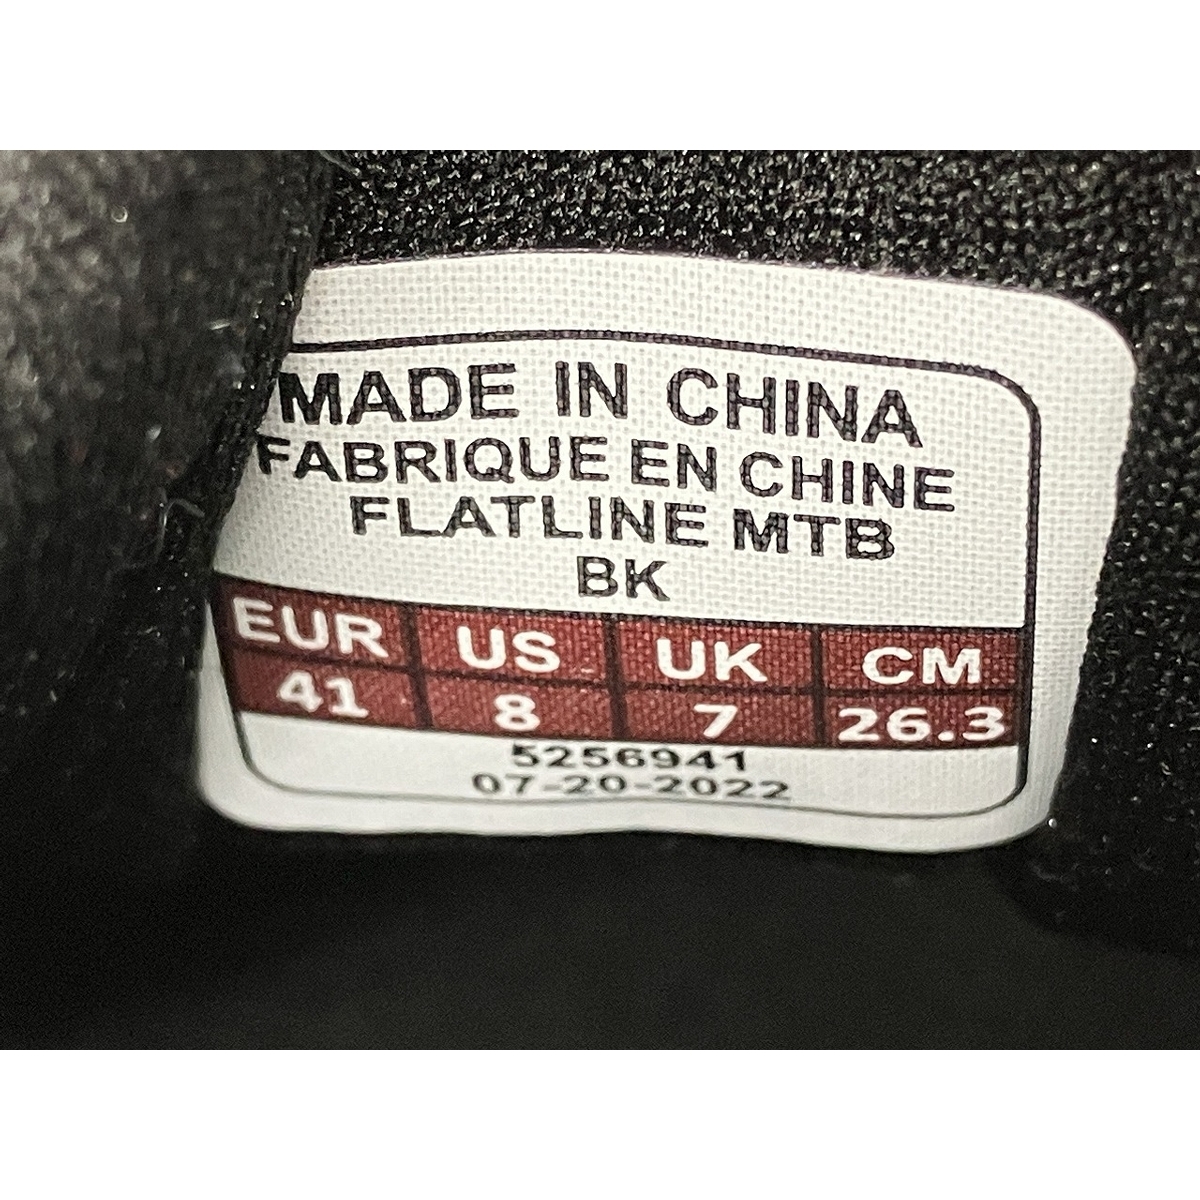 MADE IN CHINA
FABRIQUE EN CHINE
FLATLINE MTB
BK
EUR US UK CM
41 8 7 26.3
5256941
07-20-2022